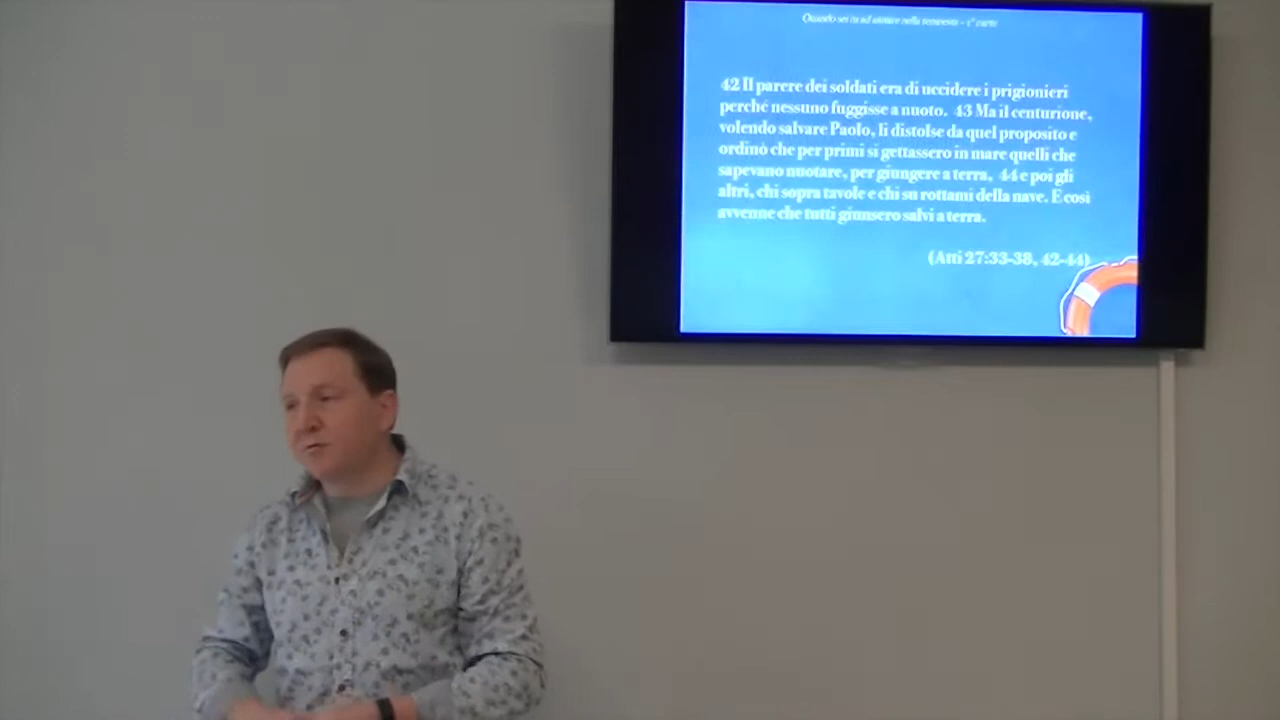 Quando sei tu ad aiutare nella tempesta – 1° parte
42 Il parere dei soldati era di uccidere i prigionieri
perché nessuno fuggisse a nuoto. 43 Ma il centurione,
volendo salvare Paolo, li distolse da quel proposito e
ordinò che per primi si gettassero in mare quelli che
sapevano nuotare, per giungere a terra, 44 e poi gli
altri, chi sopra tavole e chi su rottami della nave. E così
avvenne che tutti giunsero salvi a terra.
(Atti 27:33-38, 42-44)